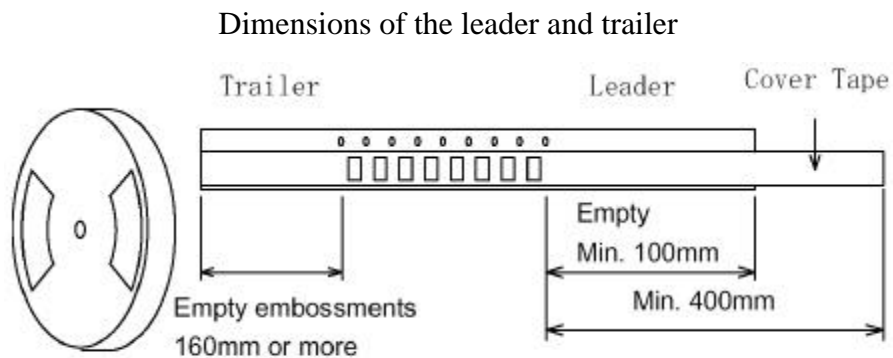 Dimensions of the leader and trailer
Trailer
Leader
Cover Tape
Empty
Min. 100mm
Min. 400mm
Empty embossments
160mm or more